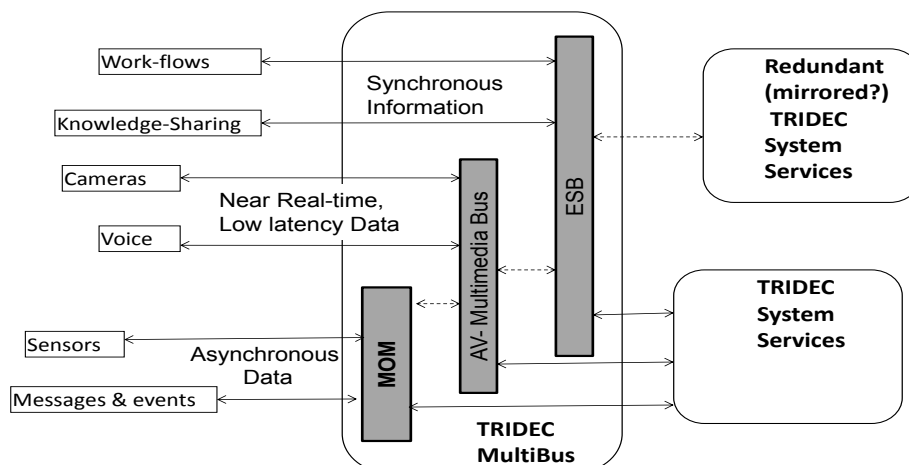 Work-flows
Synchronous
Information
Knowledge-Sharing
Cameras
Near Real-time,
Low latency Data
Voice
Sensors
Asynchronous
Data
Messages & events
MOM
AV- Multimedia Bus
ESB
TRIDEC
MultiBus
Redundant
(mirrored?)
TRIDEC
System
Services
TRIDEC
System
Services